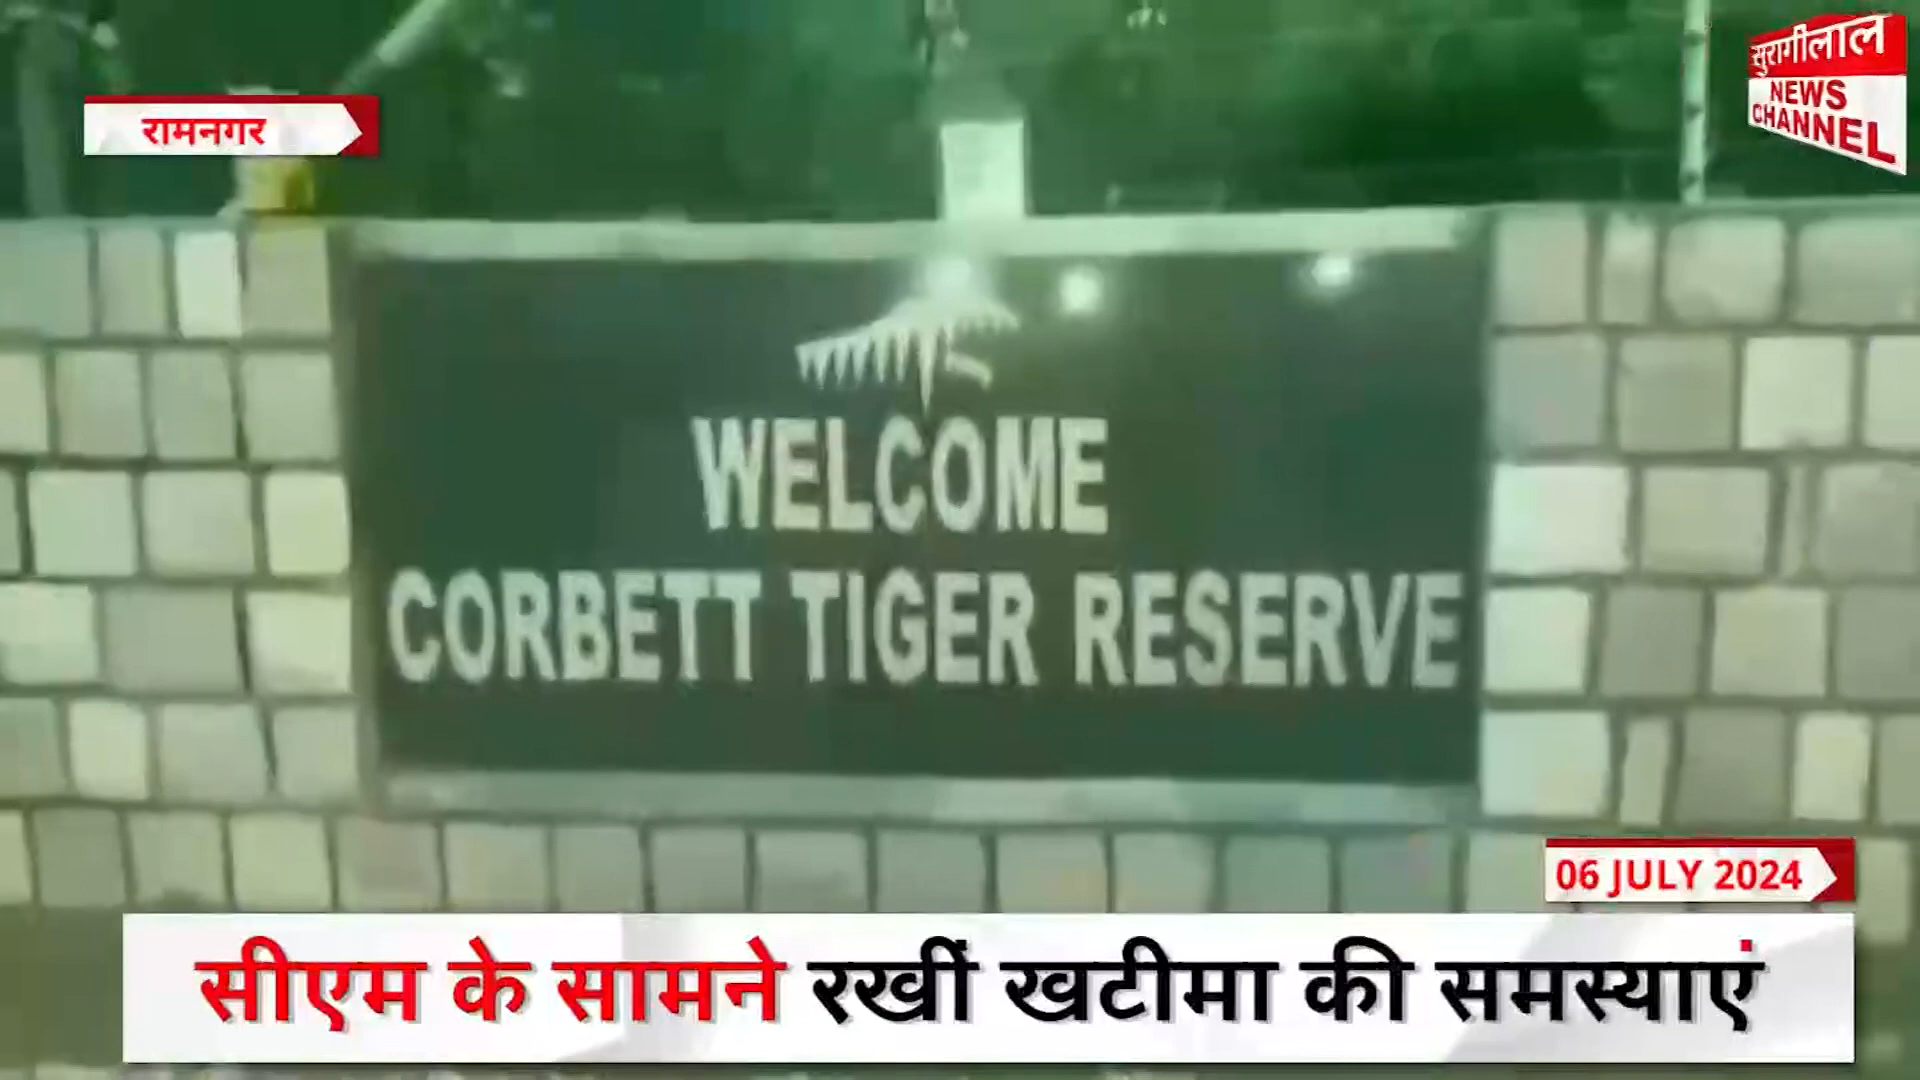 सुरागीलाल
NEWS
CHANNEL
रामनगर
WELCOME
CORBETT TIGER RESERVE
06 JULY 2024
सीएम के सामने रखीं खटीमा की समस्याएं